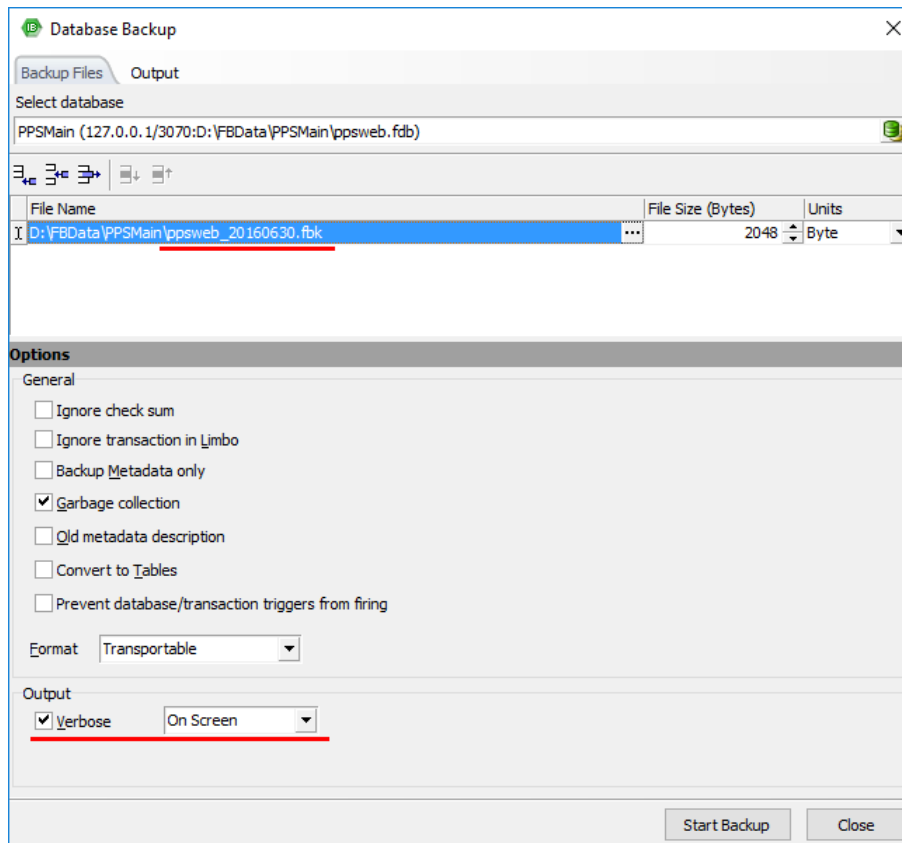 IB Database Backup
Backup Files Output
Select database
PPSMain (127.0.0.1/3070:D:\FBData\PPSMain\ppsweb.fdb)
File Name File Size (Bytes) Units
D:\FBData\PPSMain\ppsweb_20160630.fbk ... 2048 Byte
Options
General
Ignore check sum
Ignore transaction in Limbo
Backup Metadata only
Garbage collection
Old metadata description
Convert to Tables
Prevent database/transaction triggers from firing
Format Transportable
Output
Verbose On Screen
Start Backup Close